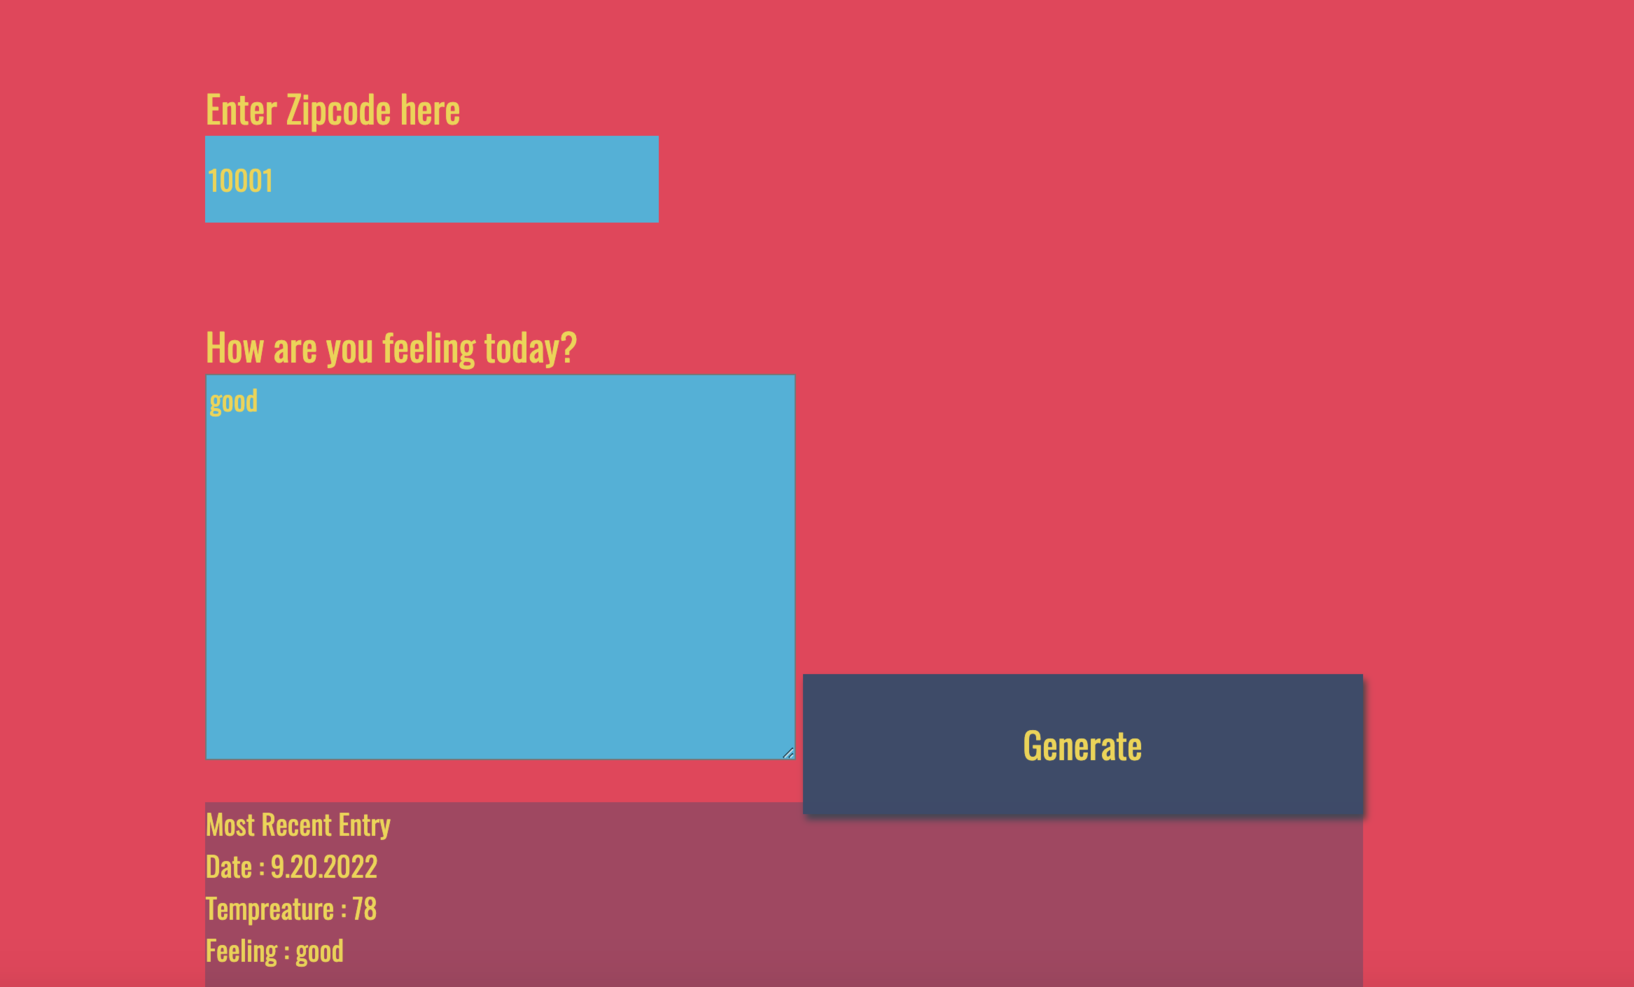 Enter Zipcode here
10001
How are you feeling today?
good
Generate
Most Recent Entry
Date : 9.20.2022
Tempreature : 78
Feeling : good